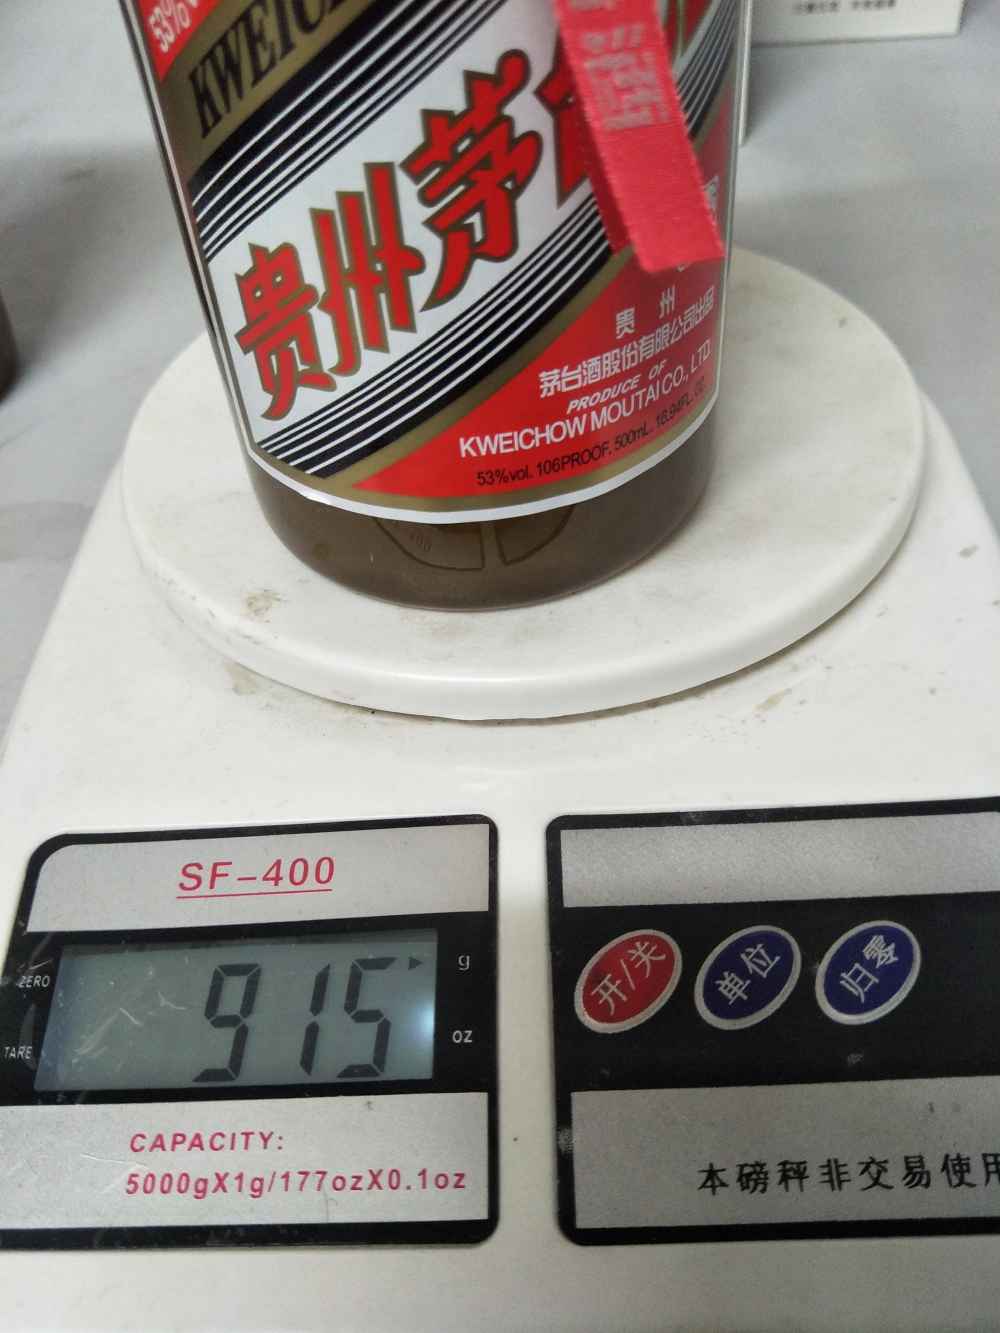 53%
KWEIC
贵州茅
贵州
茅台酒股份有限公司出品
PRODUCE OF
KWEICHOW MOUTAI CO., LTD.
53%vol. 106PROOF. 500mL. 16.94FL.
SF-400
ZERO
TARE
915
g
oz
开/关
单位
归零
CAPACITY:
5000gX1g/177ozX0.1oz
本磅秤非交易使用